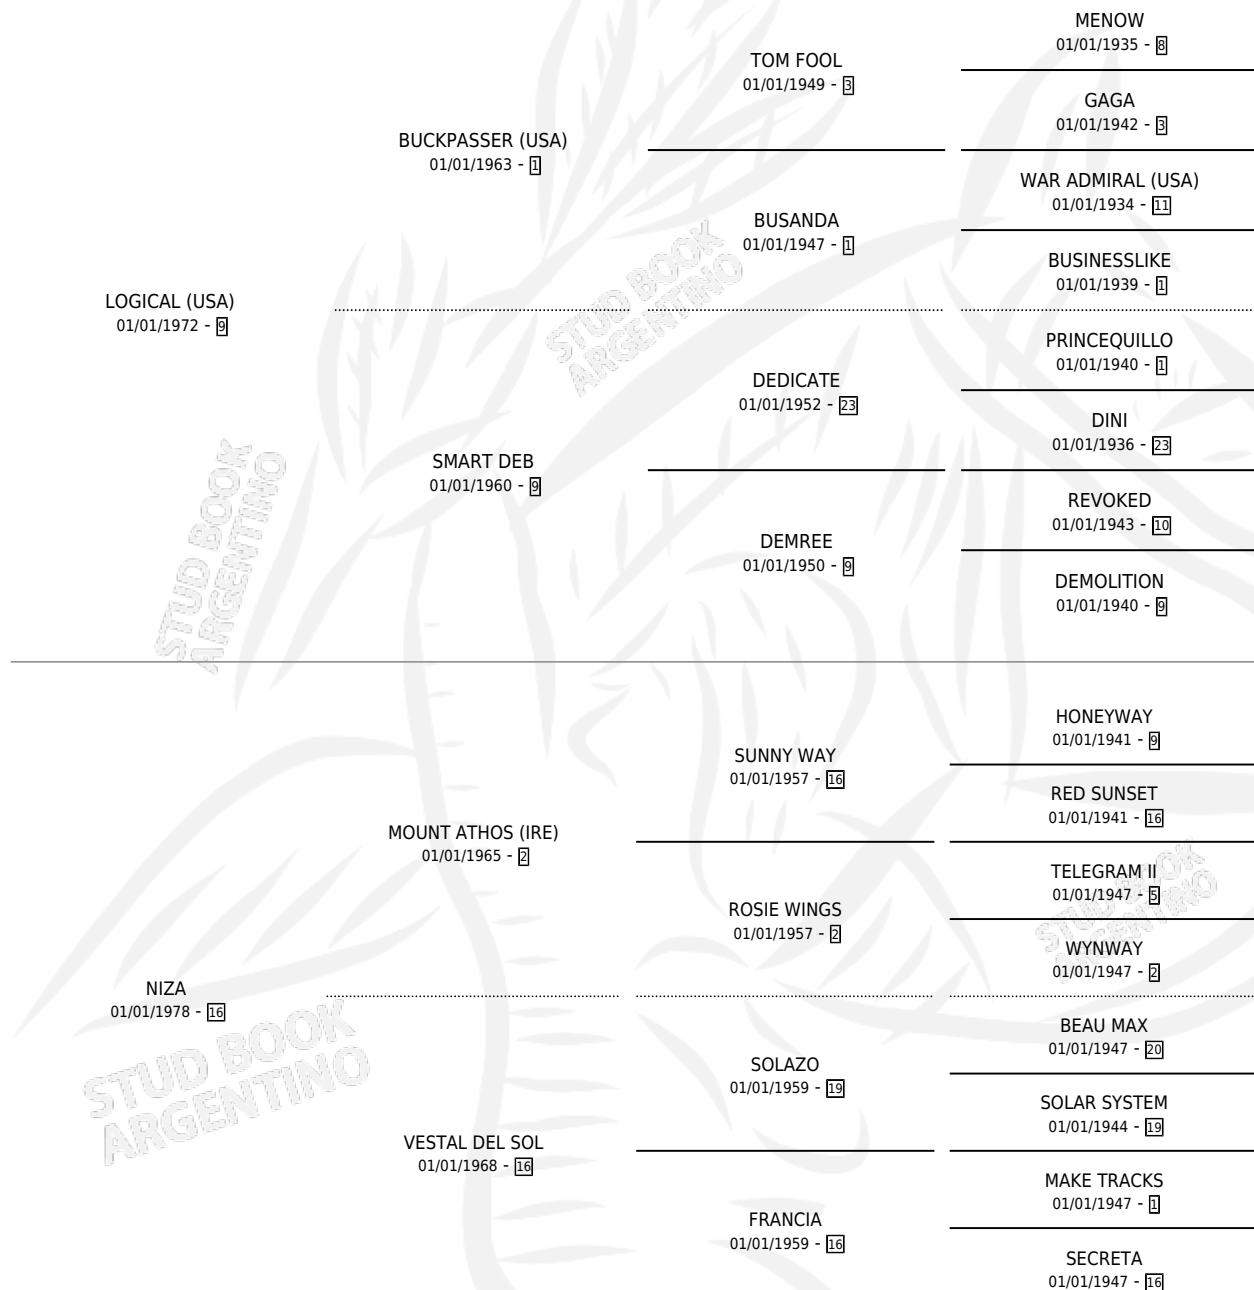 MENOW
01/01/1935 - 8
TOM FOOL
01/01/1949 - 3
GAGA
01/01/1942 - 3
BUCKPASSER (USA)
01/01/1963 - 1
WAR ADMIRAL (USA)
01/01/1934 - 11
BUSANDA
01/01/1947 - 1
BUSINESSLIKE
01/01/1939 - 1
LOGICAL (USA)
01/01/1972 - 9
PRINCEQUILLO
01/01/1940 - 1
DEDICATE
01/01/1952 - 23
DINI
01/01/1936 - 23
SMART DEB
01/01/1960 - 9
REVOKED
01/01/1943 - 10
DEMREE
01/01/1950 - 9
DEMOLITION
01/01/1940 - 9
HONEYWAY
01/01/1941 - 9
SUNNY WAY
01/01/1957 - 16
RED SUNSET
01/01/1941 - 16
MOUNT ATHOS (IRE)
01/01/1965 - 2
TELEGRAM II
01/01/1947 - 5
ROSIE WINGS
01/01/1957 - 2
WYNWAY
01/01/1947 - 2
NIZA
01/01/1978 - 16
BEAU MAX
01/01/1947 - 20
SOLAZO
01/01/1959 - 19
SOLAR SYSTEM
01/01/1944 - 19
VESTAL DEL SOL
01/01/1968 - 16
MAKE TRACKS
01/01/1947 - 1
FRANCIA
01/01/1959 - 16
SECRETA
01/01/1947 - 16
STUD BOOK
ARGENTINO
STUD BOOK
ARGENTINO
STUD BOOK
ARGENTINO
STUD BOOK
ARGENTINO